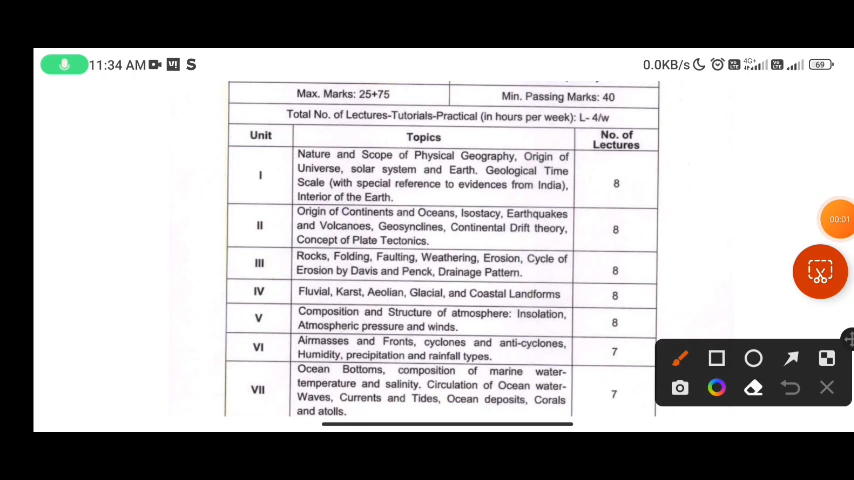 11:34 AM
0.0KB/s
4G+
69
Max. Marks: 25+75
Min. Passing Marks: 40
Total No. of Lectures-Tutorials-Practical (in hours per week): L- 4/w
Unit
Topics
No. of
Lectures
I
Nature and Scope of Physical Geography, Origin of
Universe, solar system and Earth. Geological Time
Scale (with special reference to evidences from India),
Interior of the Earth.
8
II
Origin of Continents and Oceans, Isostacy, Earthquakes
and Volcanoes, Geosynclines, Continental Drift theory,
Concept of Plate Tectonics.
8
III
Rocks, Folding, Faulting, Weathering, Erosion, Cycle of
Erosion by Davis and Penck, Drainage Pattern.
8
IV
Fluvial, Karst, Aeolian, Glacial, and Coastal Landforms
8
V
Composition and Structure of atmosphere: Insolation,
Atmospheric pressure and winds.
8
VI
Airmasses and Fronts, cyclones and anti-cyclones,
Humidity, precipitation and rainfall types.
7
VII
Ocean Bottoms, composition of marine water-
temperature and salinity. Circulation of Ocean water-
Waves, Currents and Tides, Ocean deposits, Corals
and atolls.
7
00:01